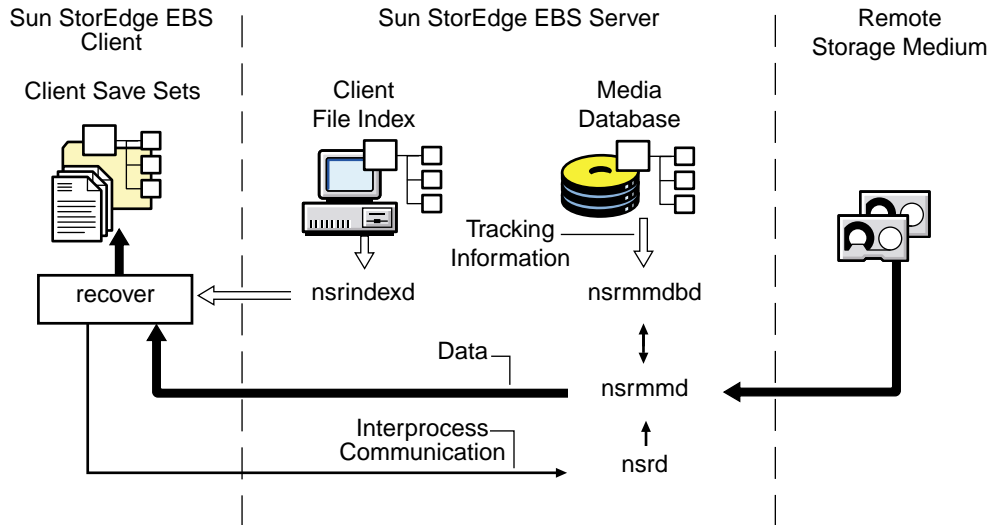 Sun StorEdge EBS
Client
Sun StorEdge EBS Server
Remote
Storage Medium
Client Save Sets
Client
File Index
Media
Database
Tracking
Information
recover
nsrindexd
nsrmmdbd
Data
nsrmmd
Interprocess
Communication
nsrd